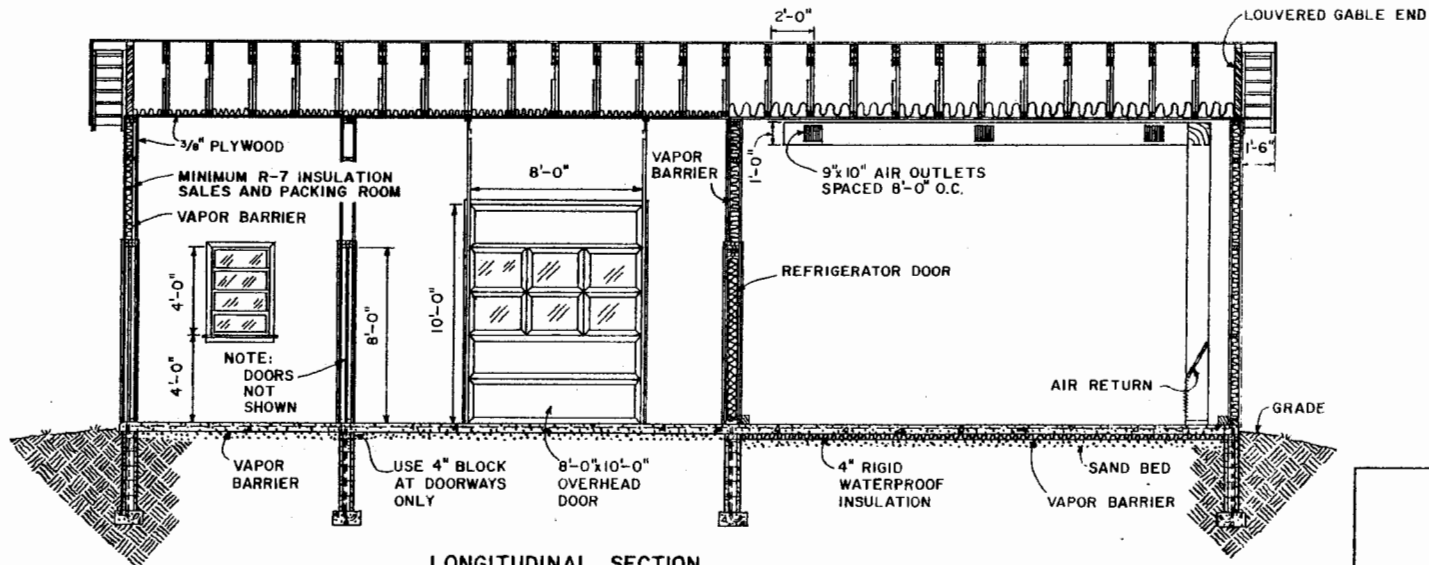 2'-0"
LOUVERED GABLE END
3/8" PLYWOOD
MINIMUM R-7 INSULATION
SALES AND PACKING ROOM
VAPOR BARRIER
8'-0"
VAPOR
BARRIER
1'-0"
9"x10" AIR OUTLETS
SPACED 8'-0" O.C.
1'-6"
REFRIGERATOR DOOR
4'-0"
4'-0"
8'-0"
10'-0"
NOTE:
DOORS
NOT
SHOWN
AIR RETURN
GRADE
VAPOR
BARRIER
USE 4" BLOCK
AT DOORWAYS
ONLY
8'-0"x10'-0"
OVERHEAD
DOOR
4" RIGID
WATERPROOF
INSULATION
SAND BED
VAPOR BARRIER
LONGITUDINAL SECTION